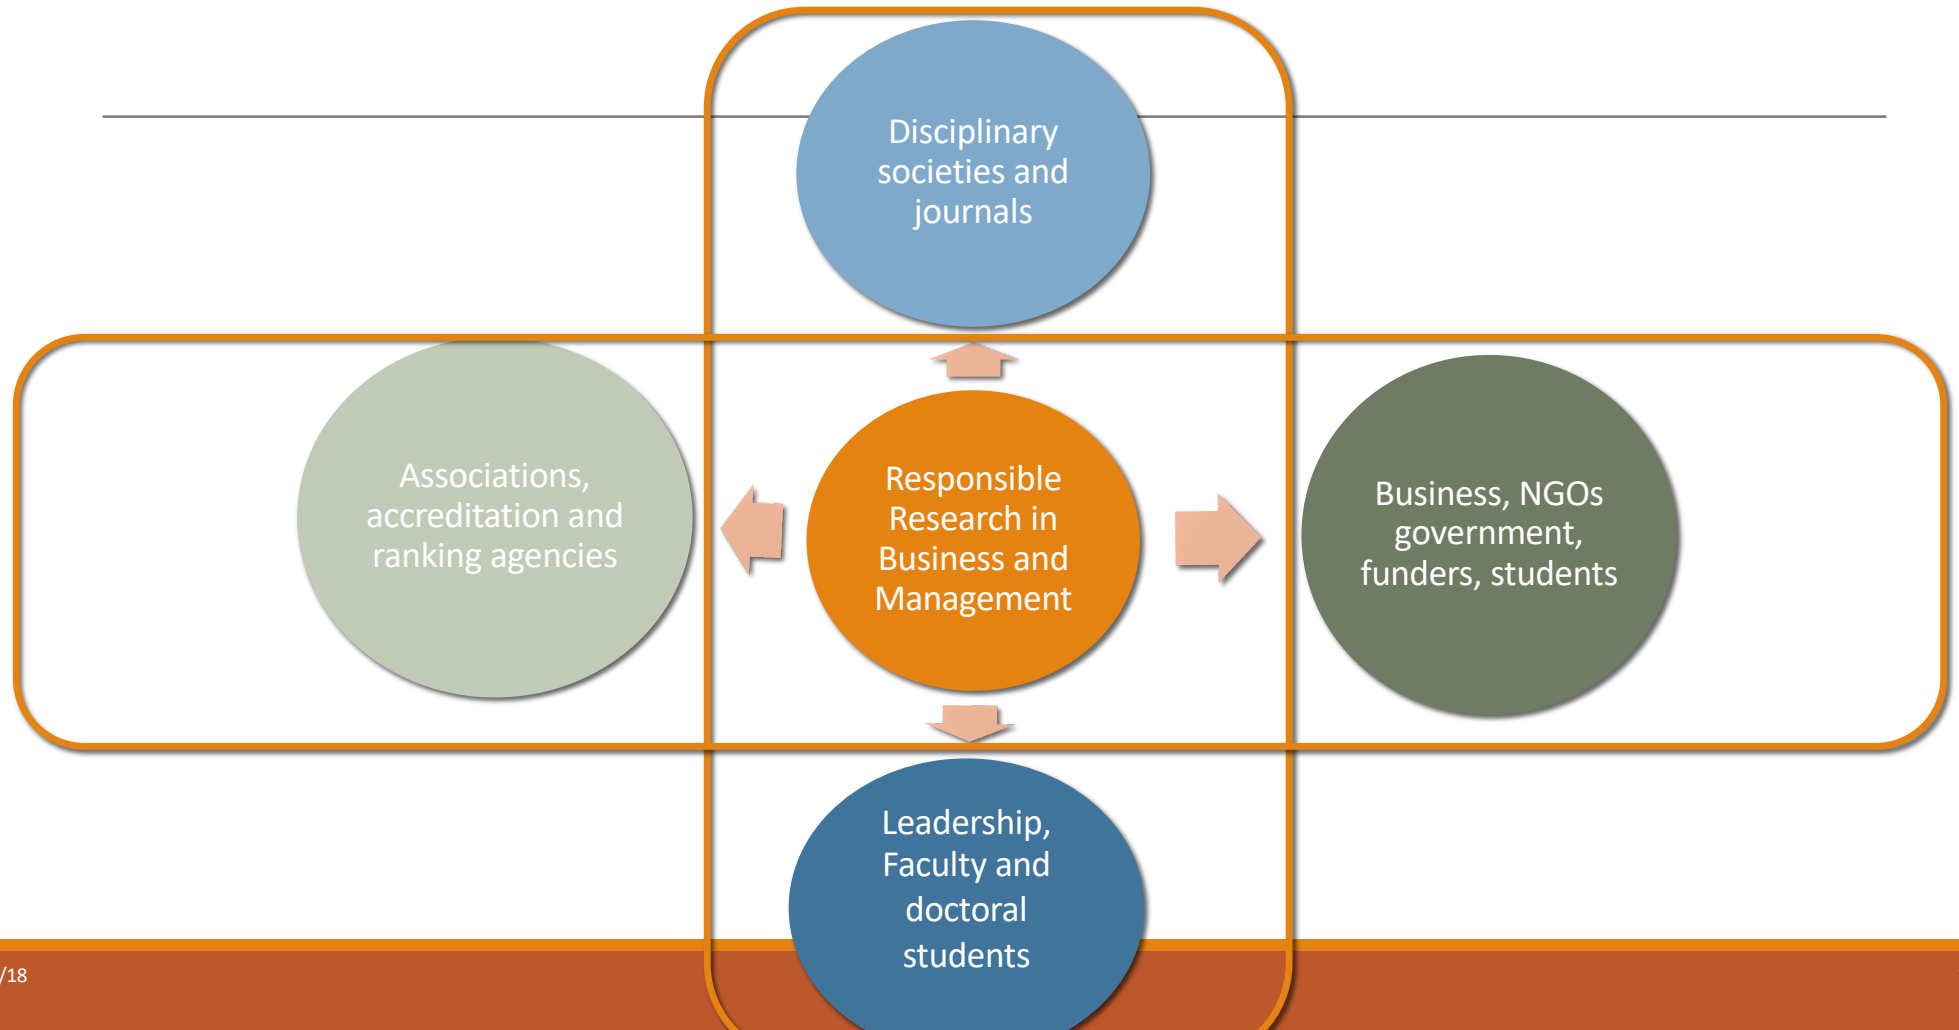 Disciplinary
societies and
journals
Associations,
accreditation and
ranking agencies
Responsible
Research in
Business and
Management
Business, NGOs
government,
funders, students
Leadership,
Faculty and
doctoral
students
/18